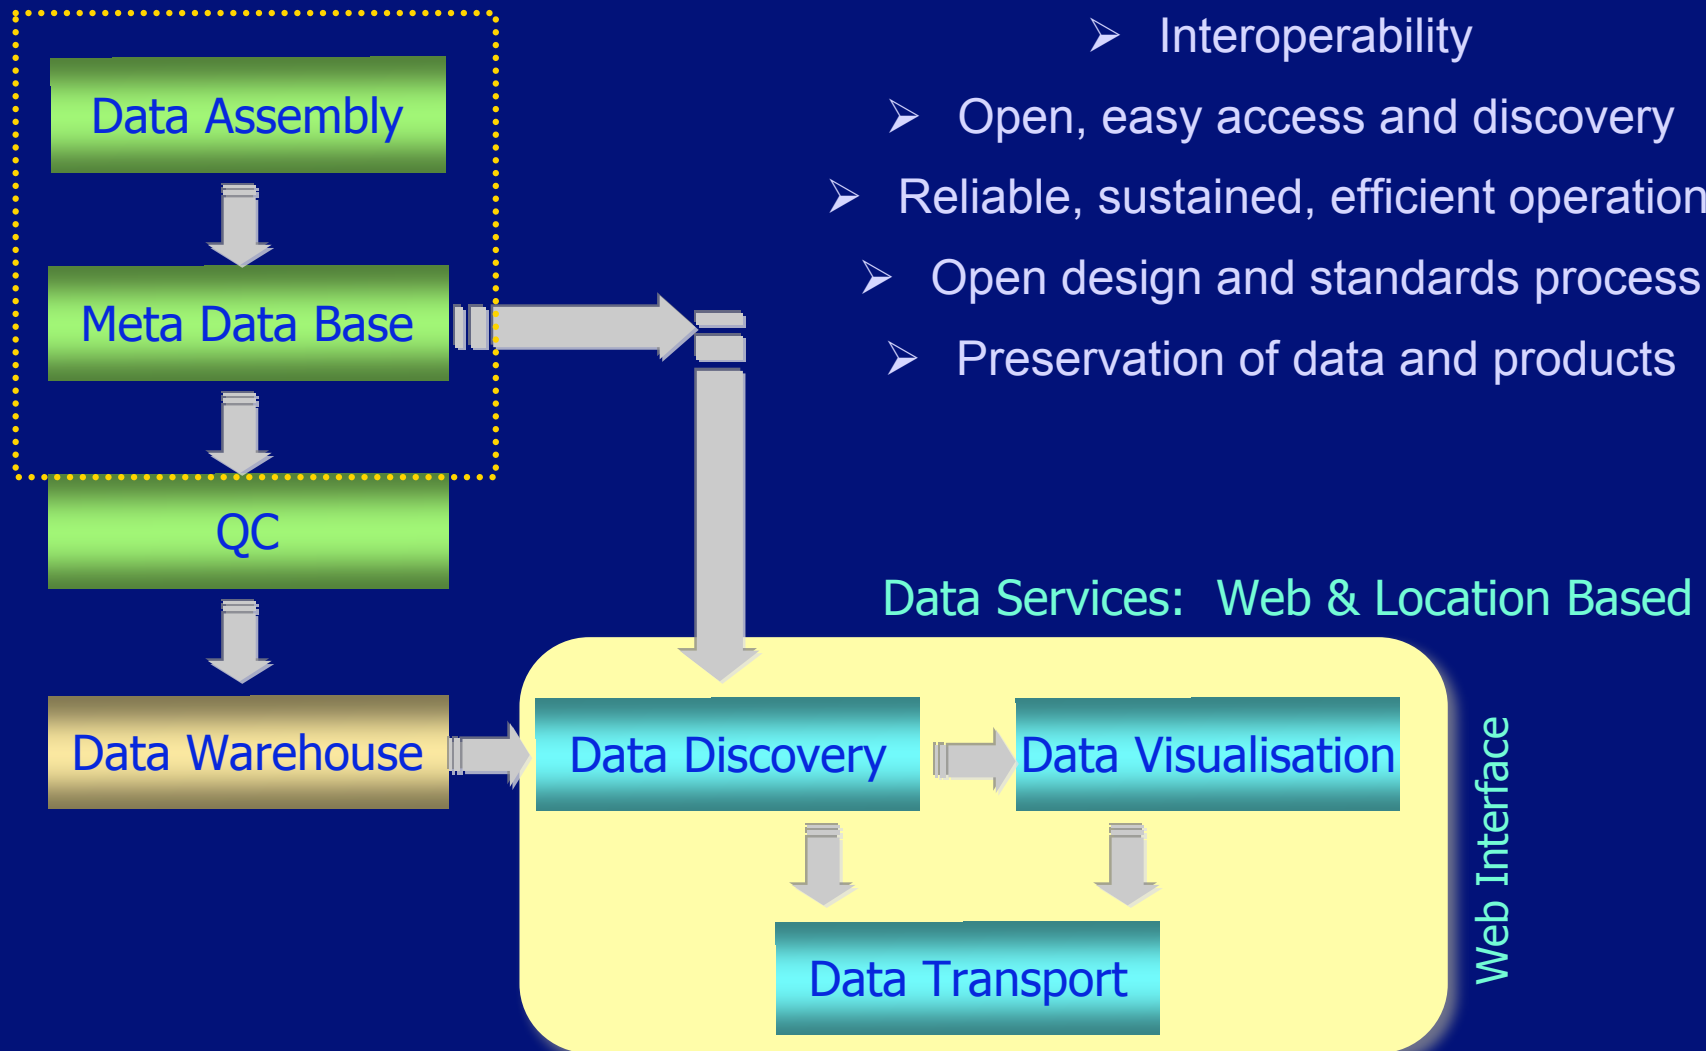 Data Assembly
Meta Data Base
QC
Data Warehouse
➢ Interoperability
➢ Open, easy access and discovery
➢ Reliable, sustained, efficient operation
➢ Open design and standards process
➢ Preservation of data and products
Data Services: Web & Location Based
Data Discovery
Data Visualisation
Data Transport
Web Interface